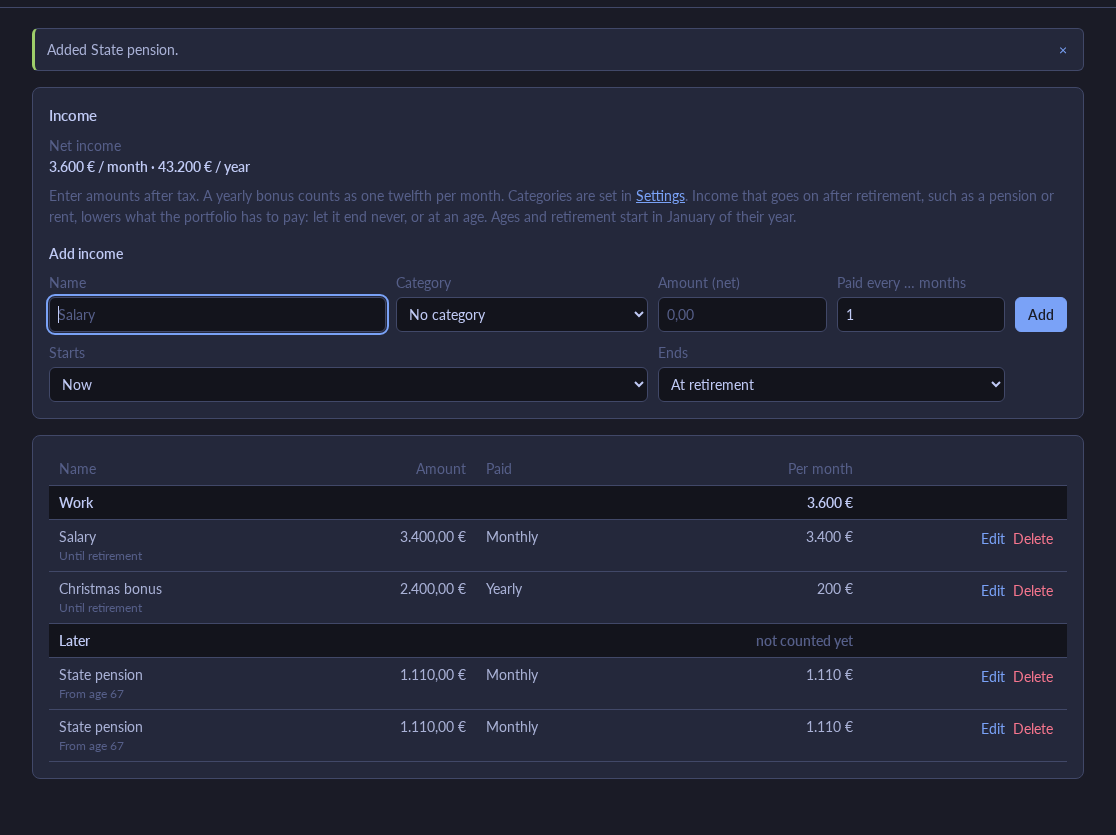 Added State pension.
×
Income
Net income
3.600 € / month · 43.200 € / year
Enter amounts after tax. A yearly bonus counts as one twelfth per month. Categories are set in Settings. Income that goes on after retirement, such as a pension or
rent, lowers what the portfolio has to pay: let it end never, or at an age. Ages and retirement start in January of their year.
Add income
Name Category Amount (net) Paid every ... months
Salary No category 0,00 1 Add
Starts Ends
Now At retirement
Name Amount Paid Per month
Work 3.600 €
Salary 3.400,00 € Monthly 3.400 € Edit Delete
Until retirement
Christmas bonus 2.400,00 € Yearly 200 € Edit Delete
Until retirement
Later not counted yet
State pension 1.110,00 € Monthly 1.110 € Edit Delete
From age 67
State pension 1.110,00 € Monthly 1.110 € Edit Delete
From age 67